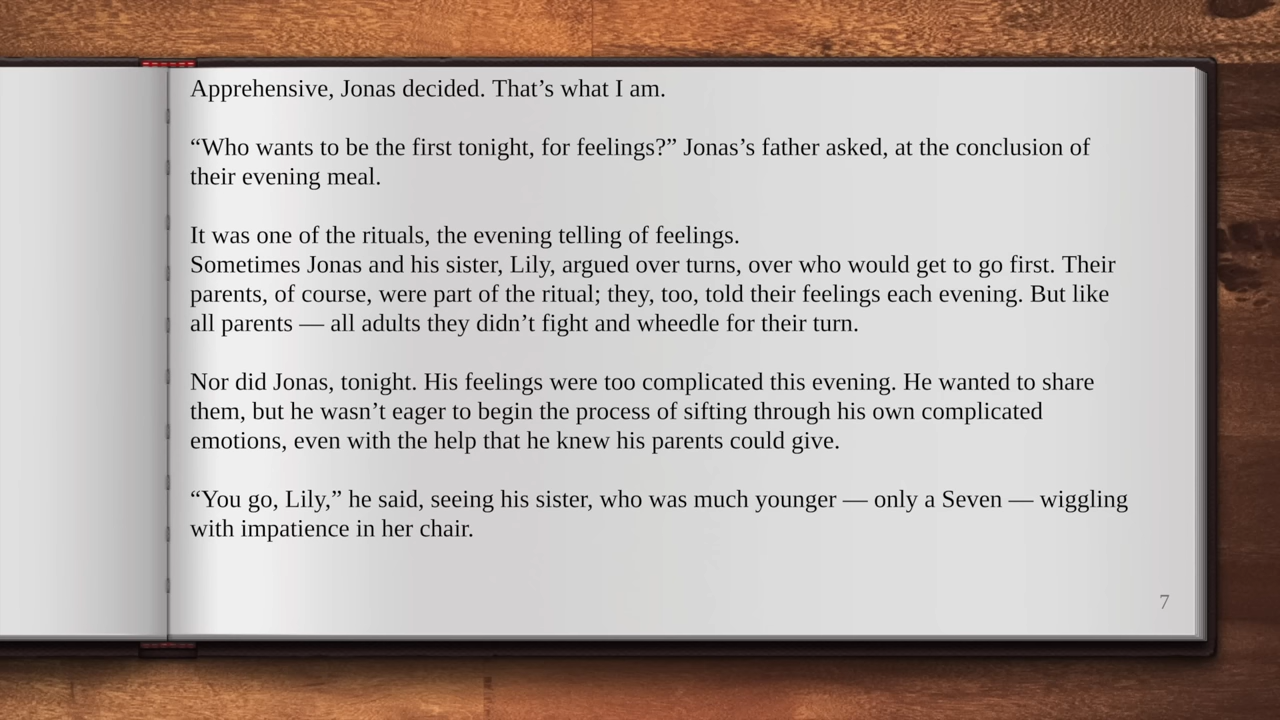 Apprehensive, Jonas decided. That’s what I am.
“Who wants to be the first tonight, for feelings?” Jonas’s father asked, at the conclusion of
their evening meal.
It was one of the rituals, the evening telling of feelings.
Sometimes Jonas and his sister, Lily, argued over turns, over who would get to go first. Their
parents, of course, were part of the ritual; they, too, told their feelings each evening. But like
all parents — all adults they didn’t fight and wheedle for their turn.
Nor did Jonas, tonight. His feelings were too complicated this evening. He wanted to share
them, but he wasn’t eager to begin the process of sifting through his own complicated
emotions, even with the help that he knew his parents could give.
“You go, Lily,” he said, seeing his sister, who was much younger — only a Seven — wiggling
with impatience in her chair.
7